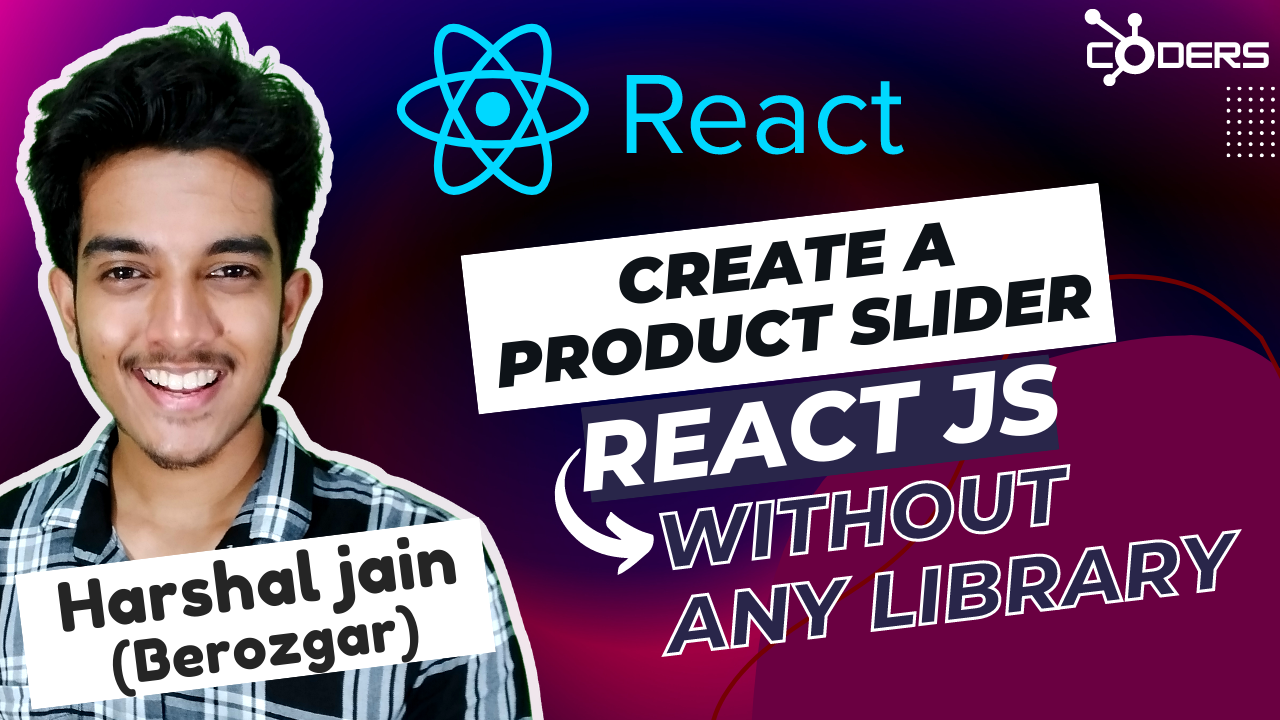 CODERS
React
CREATE A
PRODUCT SLIDER
REACT JS
WITHOUT
ANY LIBRARY
Harshal jain
(Berozgar)